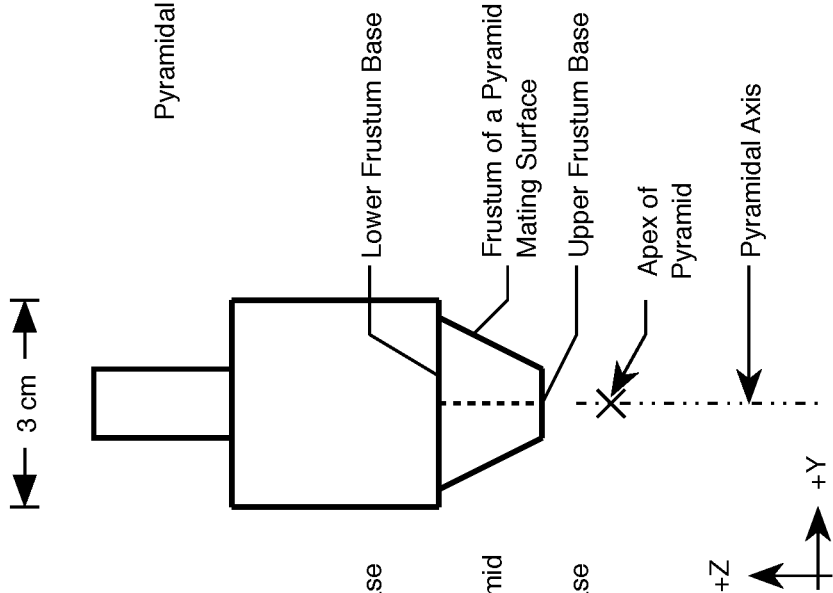 Pyramidal
3 cm
Lower Frustum Base
Frustum of a Pyramid
Mating Surface
Upper Frustum Base
Apex of
Pyramid
Pyramidal Axis
+Z
+Y